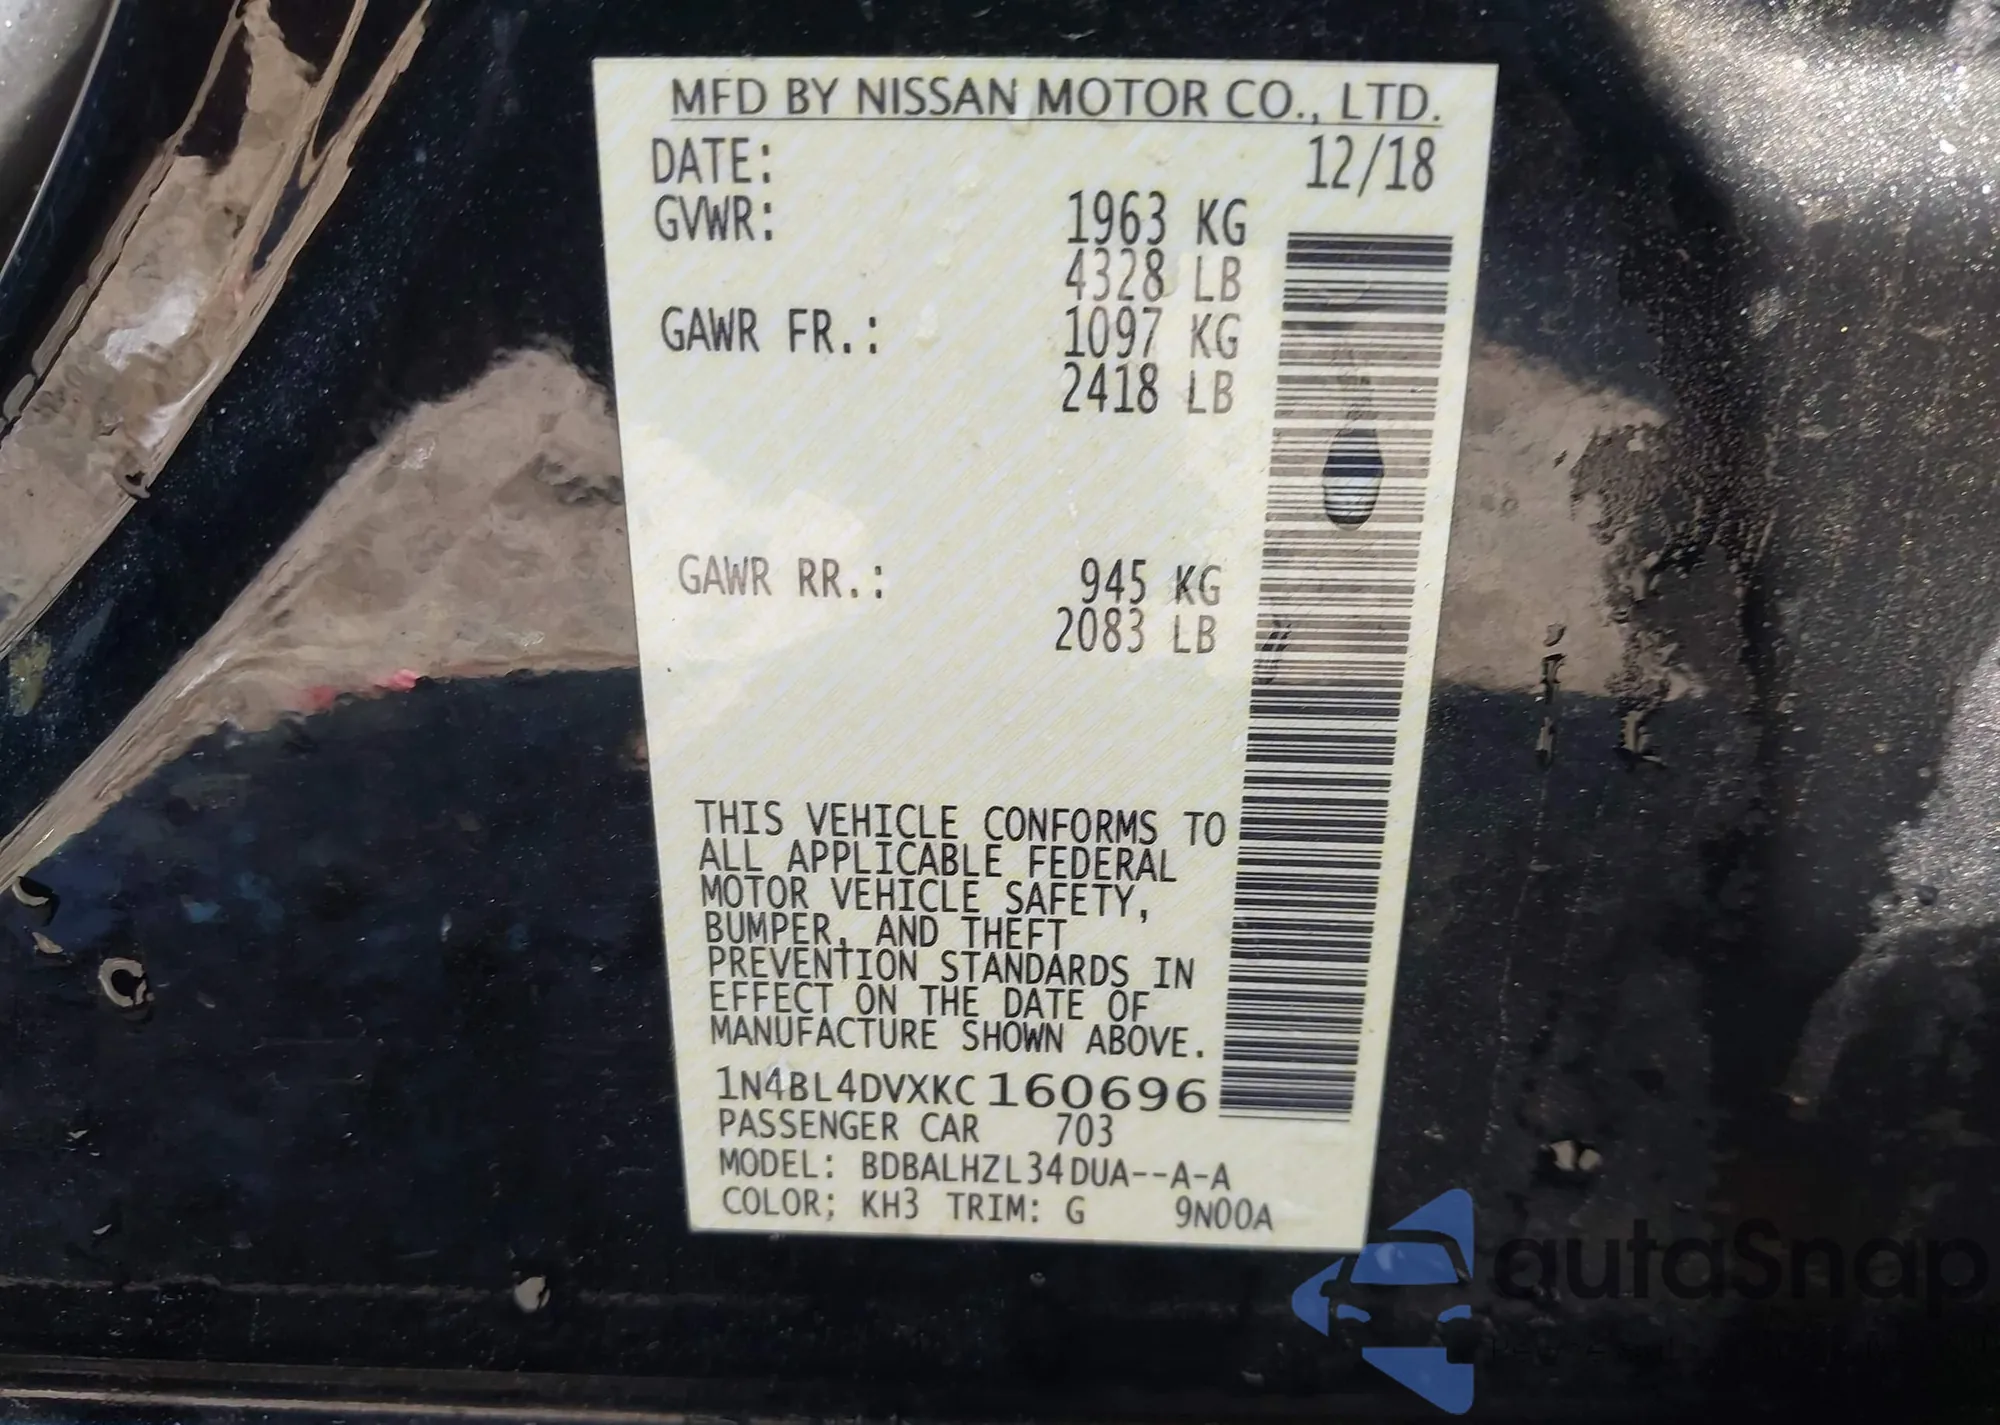 MFD BY NISSAN MOTOR CO., LTD.
DATE: 12/18
GVWR: 1963 KG
4328 LB
GAWR FR.: 1097 KG
2418 LB
GAWR RR.: 945 KG
2083 LB
THIS VEHICLE CONFORMS TO
ALL APPLICABLE FEDERAL
MOTOR VEHICLE SAFETY,
BUMPER, AND THEFT
PREVENTION STANDARDS IN
EFFECT ON THE DATE OF
MANUFACTURE SHOWN ABOVE.
1N4BL4DVXKC160696
PASSENGER CAR 703
MODEL: BDBALHZL34DUA--A-A
COLOR; KH3 TRIM: G 9N00A
autaSnap